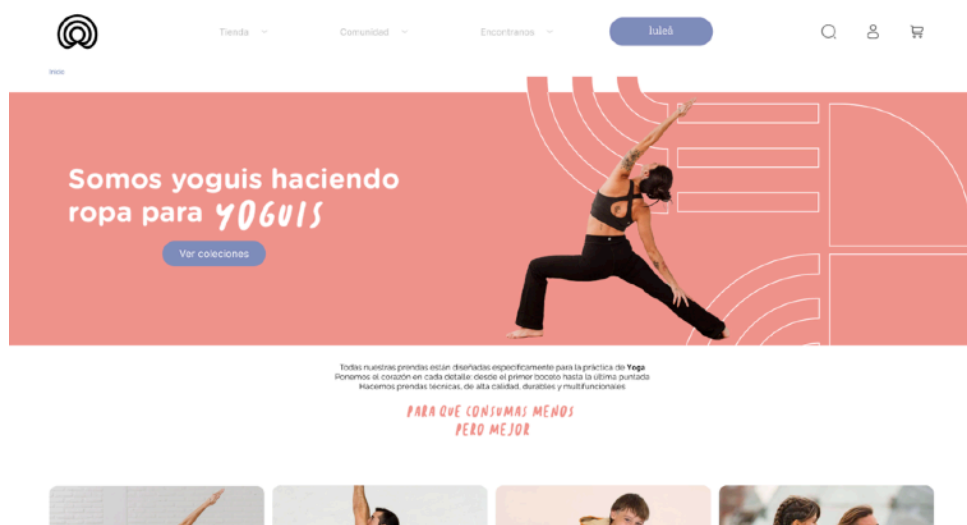 Tienda
Comunidad
Encontranos
luleå
Inicio
Somos yoguis haciendo
ropa para YOGUIS
Ver coleciones
Todas nuestras prendas están diseñadas específicamente para la práctica de Yoga
Ponemos el corazón en cada detalle: desde el primer boceto hasta la última puntada
Hacemos prendas técnicas, de alta calidad, durables y multifuncionales
PARA QUE CONSUMAS MENOS
PERO MEJOR